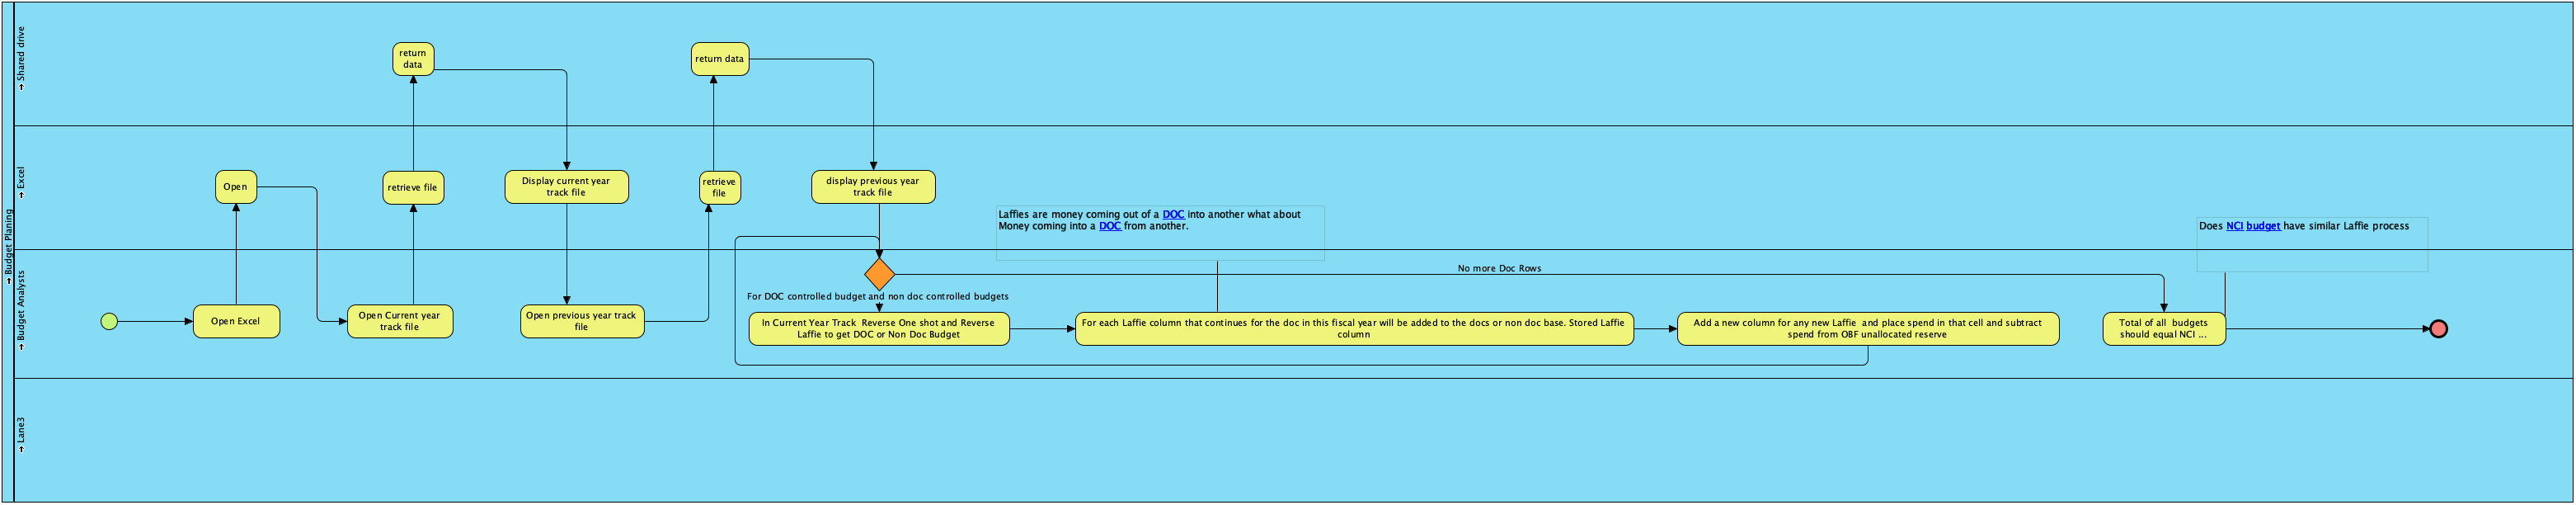 Budget Planing
Shared drive
return
data
return data
Excel
Open
retrieve file
Display current year
track file
retrieve
file
display previous year
track file
Laffies are money coming out of a DOC into another what about
Money coming into a DOC from another.
Does NCI budget have similar Laffie process
Budget Analysts
No more Doc Rows
For DOC controlled budget and non doc controlled budgets
Open Excel
Open Current year
track file
Open previous year track
file
In Current Year Track Reverse One shot and Reverse
Laffie to get DOC or Non Doc Budget
For each Laffie column that continues for the doc in this fiscal year will be added to the docs or non doc base. Stored Laffie
column
Add a new column for any new Laffie and place spend in that cell and subtract
spend from OBF unallocated reserve
Total of all budgets
should equal NCI ...
Lane3